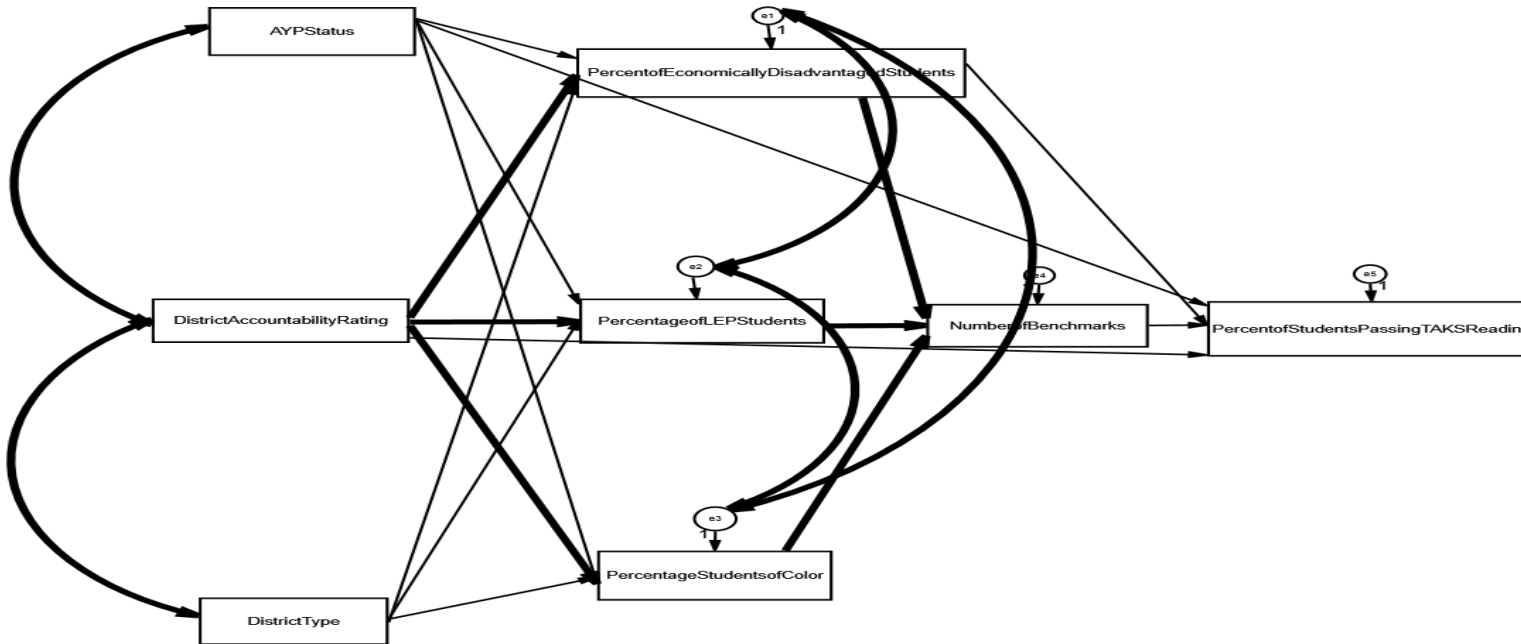 AYPStatus
e1
1
PercentofEconomicallyDisadvantagedStudents
e2
DistrictAccountabilityRating
PercentageofLEPStudents
e4
NumberofBenchmarks
e5
1
PercentofStudentsPassingTAKSReadin
e3
1
PercentageStudentsofColor
DistrictType